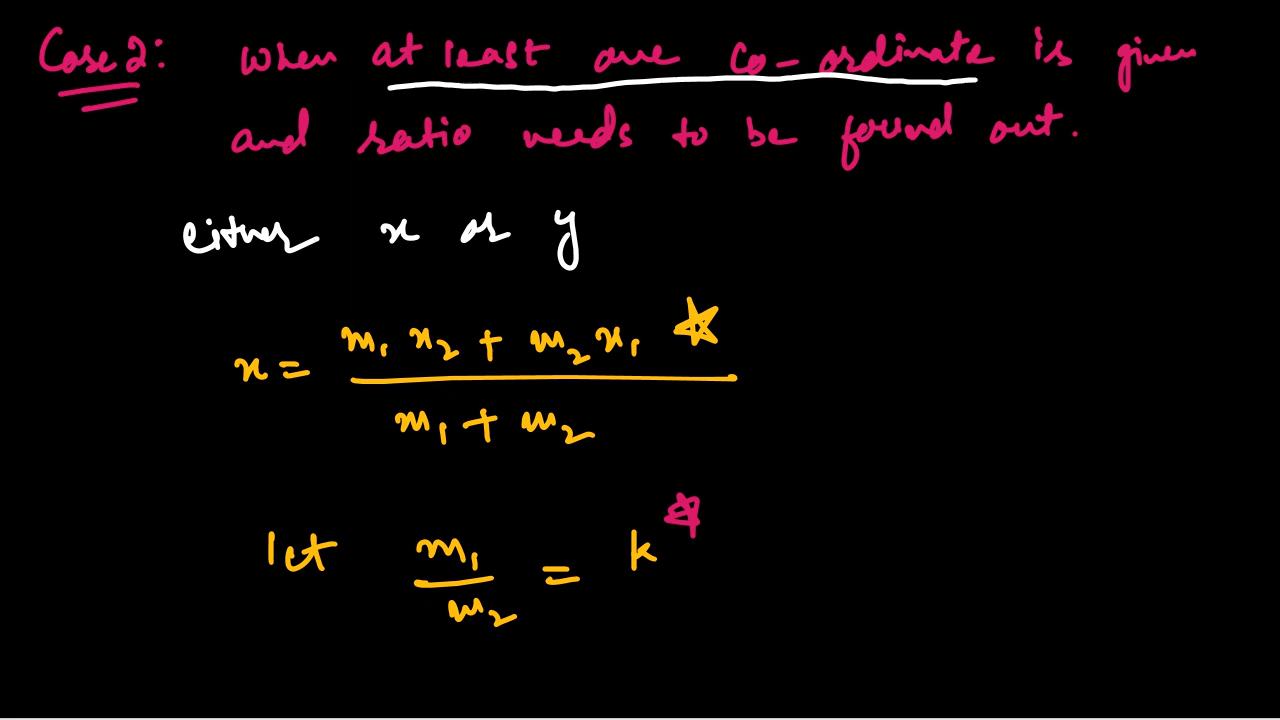 Case 2: when at least one co-ordinate is given
and ratio needs to be found out.
either x or y
x = (m₁ x₂ + m₂ x₁) / (m₁ + m₂)
let m₁/m₂ = k